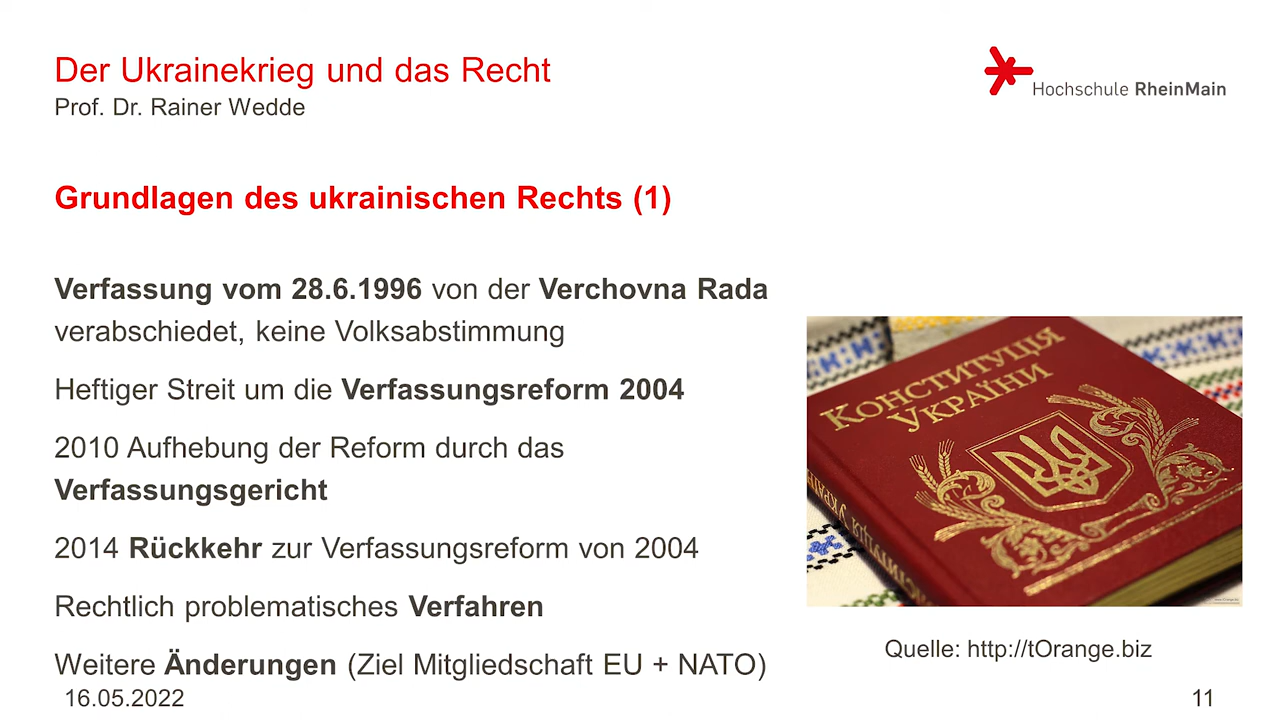 Der Ukrainekrieg und das Recht
Prof. Dr. Rainer Wedde
Hochschule RheinMain
Grundlagen des ukrainischen Rechts (1)
Verfassung vom 28.6.1996 von der Verchovna Rada
verabschiedet, keine Volksabstimmung
Heftiger Streit um die Verfassungsreform 2004
2010 Aufhebung der Reform durch das
Verfassungsgericht
2014 Rückkehr zur Verfassungsreform von 2004
Rechtlich problematisches Verfahren
Weitere Änderungen (Ziel Mitgliedschaft EU + NATO)
КОНСТИТУЦІЯ
УКРАЇНИ
Quelle: http://tOrange.biz
16.05.2022
11